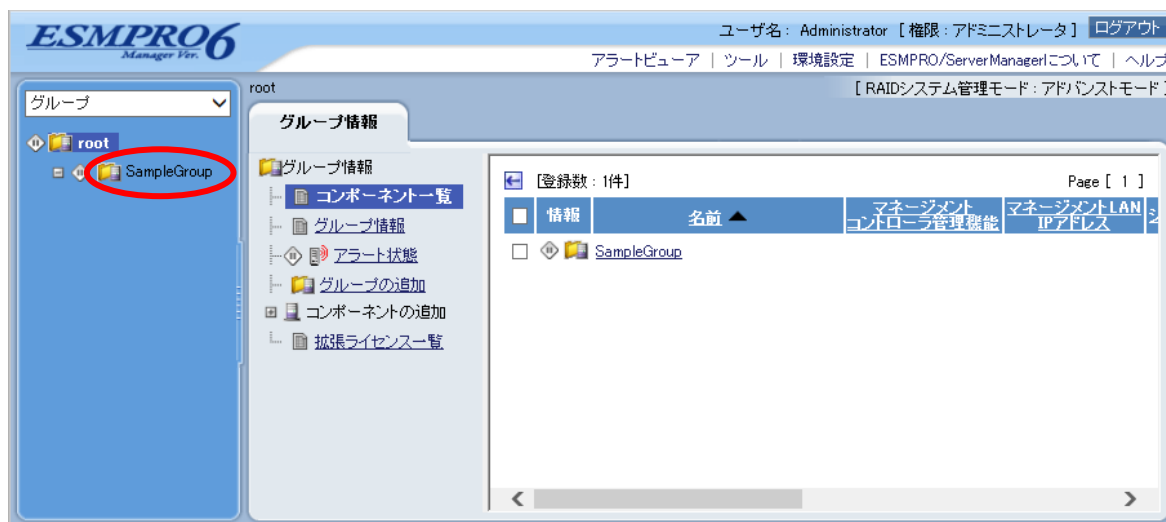 ESMPRO6
Manager Ver.
ユーザ名: Administrator [ 権限 : アドミニストレータ ] ログアウト
アラートビューア | ツール | 環境設定 | ESMPRO/ServerManagerについて | ヘルプ
グループ
root
SampleGroup
root
[ RAIDシステム管理モード : アドバンストモード ]
グループ情報
グループ情報
コンポーネント一覧
グループ情報
アラート状態
グループの追加
コンポーネントの追加
拡張ライセンス一覧
[登録数 : 1件]
Page [ 1 ]
情報 名前 ▲ マネージメント コントローラ管理機能 マネージメントLAN IPアドレス
SampleGroup